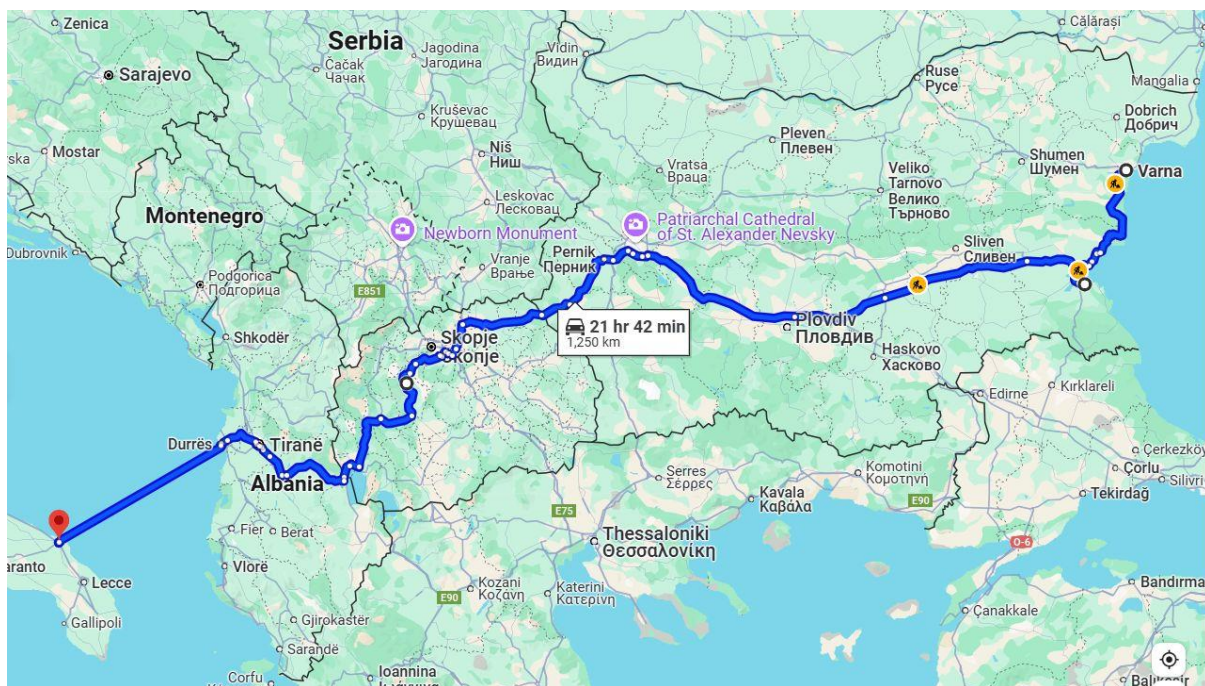 Zenica
Serbia
Sarajevo
Čačak
Чачак
Jagodina
Јагодина
Vidin
Видин
Călărași
Ruse
Русе
Mangalia
Kruševac
Крушевац
Dobrich
Добрич
Mostar
Niš
Ниш
Pleven
Плевен
Vratsa
Враца
Veliko
Tarnovo
Велико
Търново
Shumen
Шумен
Varna
Leskovac
Лесковац
Montenegro
Newborn Monument
Patriarchal Cathedral
of St. Alexander Nevsky
Dubrovnik
Pernik
Перник
Sliven
Сливен
Vranje
Врање
Podgorica
Подгорица
E851
Shkodër
Skopje
Скопје
21 hr 42 min
1,250 km
Plovdiv
Пловдив
Haskovo
Хасково
Kırklareli
Edirne
Durrës
Tiranë
Albania
Çerkezköy
Çorlu
Silivri
Tekirdağ
Serres
Σέρρες
Komotini
Κομοτηνή
Kavala
Καβάλα
E90
E75
Fier
Berat
Thessaloniki
Θεσσαλονίκη
O-6
Vlorë
aranto
Lecce
Kozani
Κοζάνη
Katerini
Κατερίνη
E90
Bandırma
Gallipoli
Gjirokastër
Çanakkale
Sarandë
Corfu
Ioannina